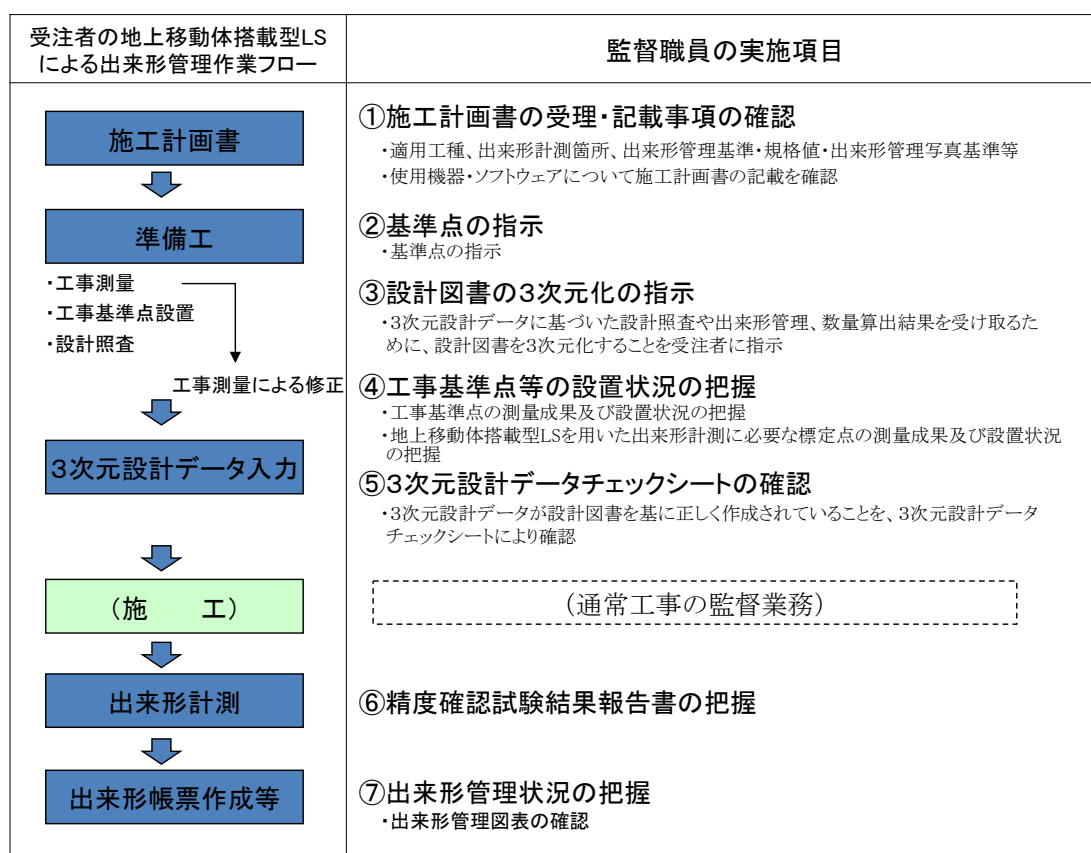 受注者の地上移動体搭載型LS
による出来形管理作業フロー
監督職員の実施項目
施工計画書
準備工
・工事測量
・工事基準点設置
・設計照査
工事測量による修正
3次元設計データ入力
(施 工)
出来形計測
出来形帳票作成等
①施工計画書の受理・記載事項の確認
・適用工種、出来形計測箇所、出来形管理基準・規格値・出来形管理写真基準等
・使用機器・ソフトウェアについて施工計画書の記載を確認
②基準点の指示
・基準点の指示
③設計図書の3次元化の指示
・3次元設計データに基づいた設計照査や出来形管理、数量算出結果を受け取るた
めに、設計図書を3次元化することを受注者に指示
④工事基準点等の設置状況の把握
・工事基準点の測量成果及び設置状況の把握
・地上移動体搭載型LSを用いた出来形計測に必要な標定点の測量成果及び設置状況
の把握
⑤3次元設計データチェックシートの確認
・3次元設計データが設計図書を基に正しく作成されていることを、3次元設計データ
チェックシートにより確認
(通常工事の監督業務)
⑥精度確認試験結果報告書の把握
⑦出来形管理状況の把握
・出来形管理図表の確認